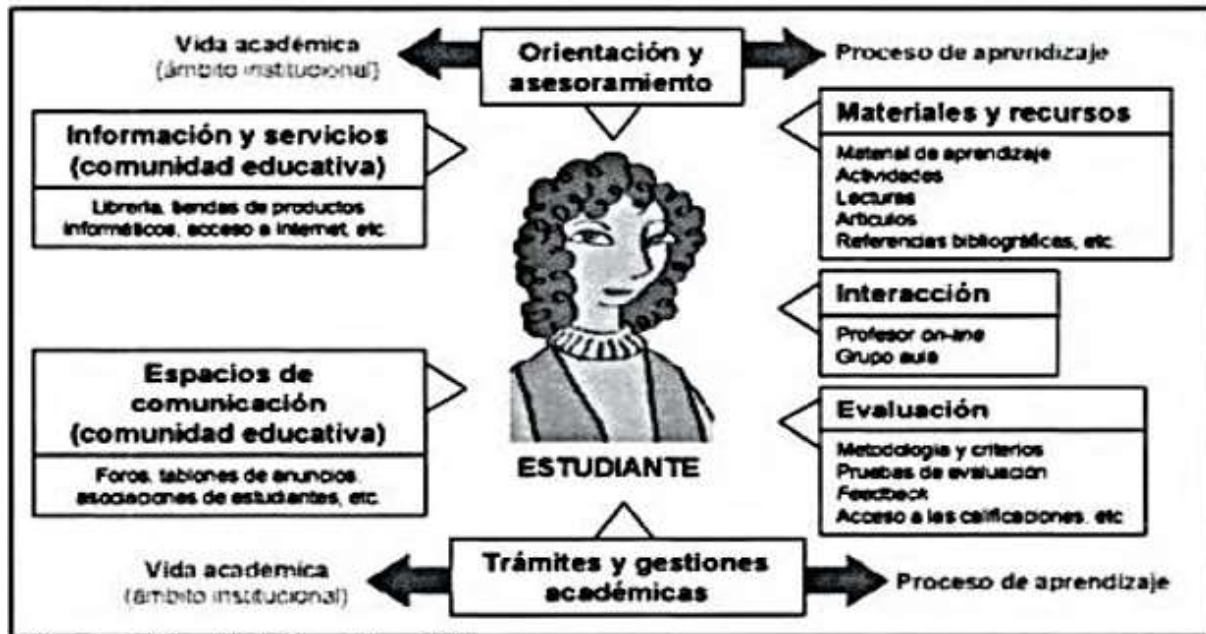 Vida académica
(ámbito institucional)
Orientación y
asesoramiento
Proceso de aprendizaje
Información y servicios
(comunidad educativa)
Librería, tiendas de productos
informáticos, acceso a internet, etc
Materiales y recursos
Material de aprendizaje
Actividades
Lecturas
Artículos
Referencias bibliográficas, etc.
Interacción
Profesor on-line
Grupo aula
Espacios de
comunicación
(comunidad educativa)
Foros, tablones de anuncios,
asociaciones de estudiantes, etc.
Evaluación
Metodología y criterios
Pruebas de evaluación
Feedback
Acceso a las calificaciones, etc
ESTUDIANTE
Vida académica
(ámbito institucional)
Trámites y gestiones
académicas
Proceso de aprendizaje